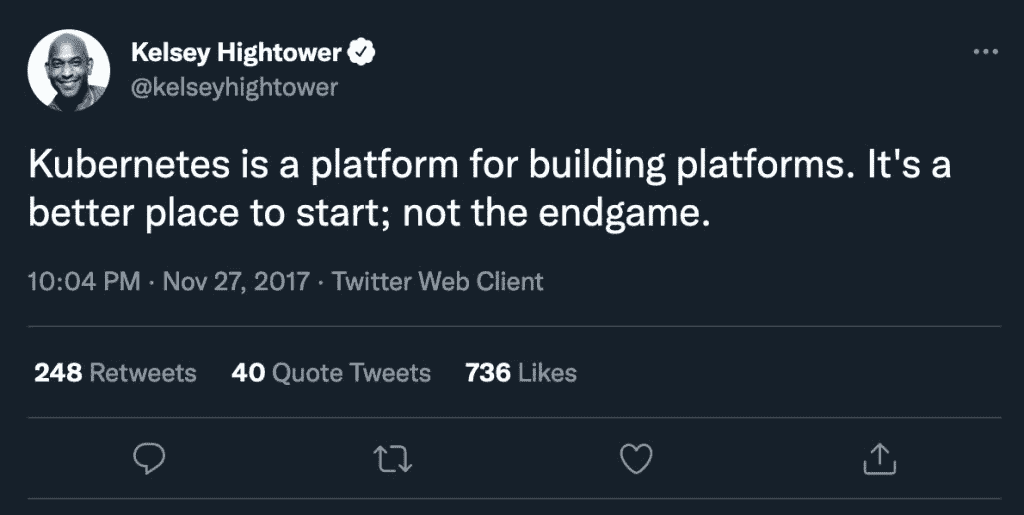 Kelsey Hightower
@kelseyhightower
Kubernetes is a platform for building platforms. It's a
better place to start; not the endgame.
10:04 PM · Nov 27, 2017 · Twitter Web Client
248 Retweets 40 Quote Tweets 736 Likes